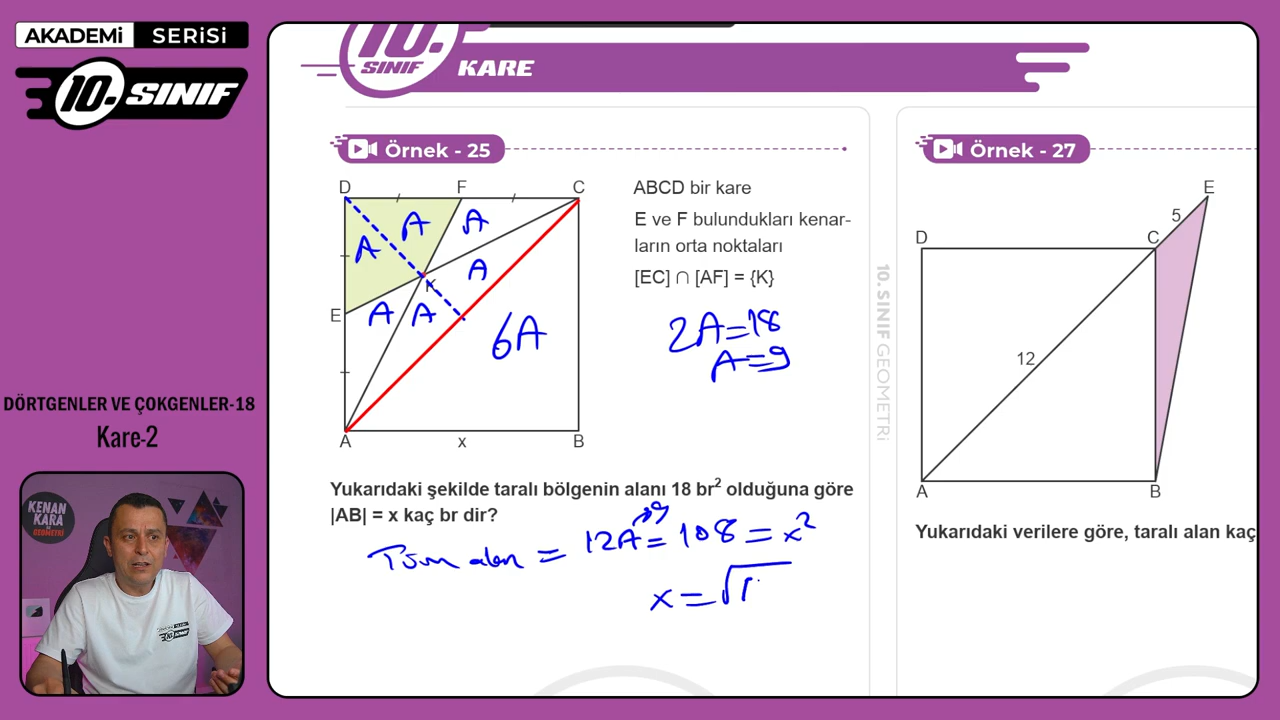 AKADEMİ SERİSİ
10. SINIF
DÖRTGENLER VE ÇOKGENLER-18
Kare-2
KENAN
KARA
GEOMETRİ
10.
SINIF
KARE
Örnek - 25
D F C
E K
A x B
A A A A A A
6A
ABCD bir kare
E ve F bulundukları kenar-
ların orta noktaları
[EC] ∩ [AF] = {K}
2A=18
A=9
Yukarıdaki şekilde taralı bölgenin alanı 18 br² olduğuna göre
|AB| = x kaç br dir?
Tüm alan = 12A = 108 = x²
9
x=√1
10. SINIF GEOMETRİ
Örnek - 27
E
5
D C
12
A B
Yukarıdaki verilere göre, taralı alan kaç